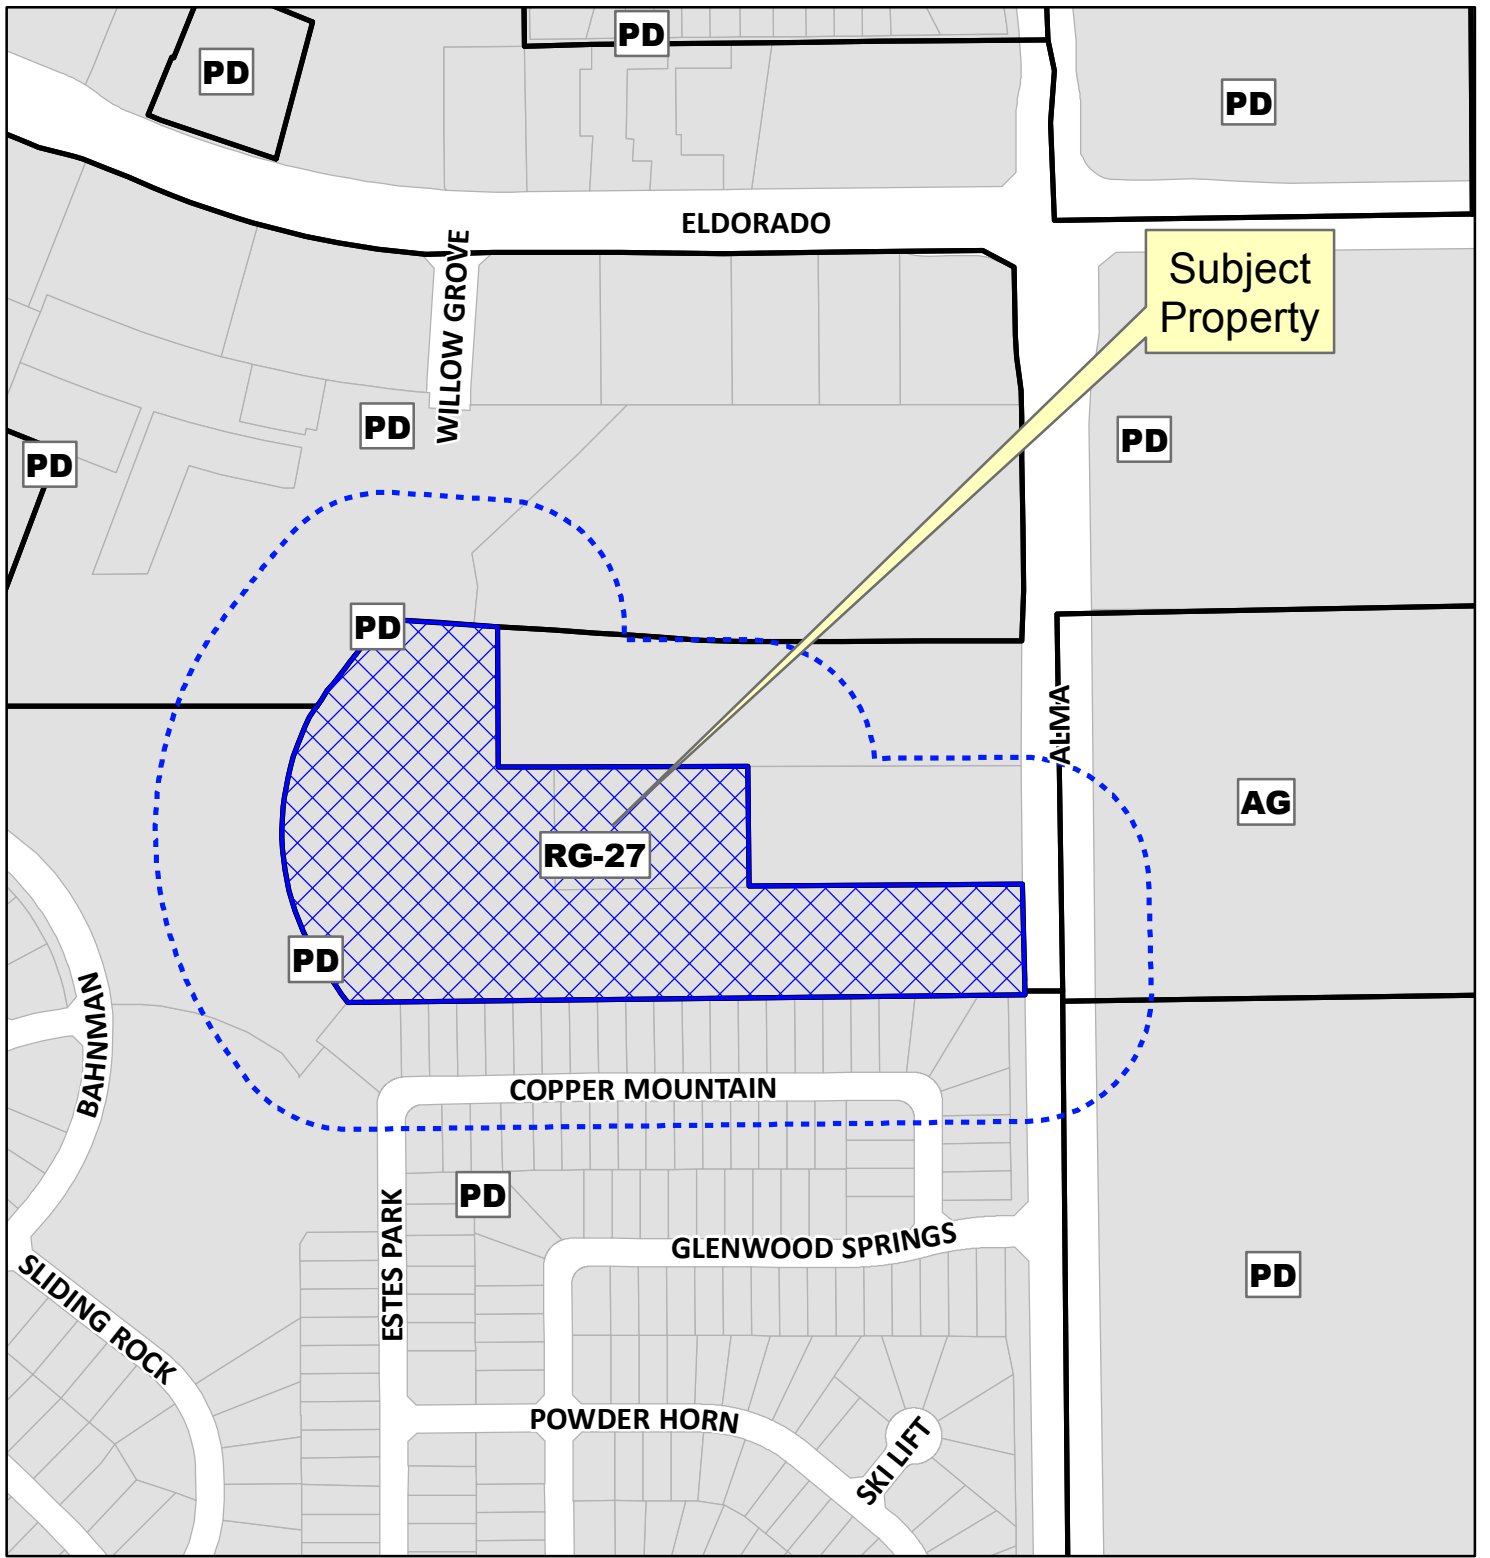 PD
PD
PD
ELDORADO
WILLOW GROVE
Subject
Property
PD
PD
PD
PD
ALMA
AG
RG-27
PD
BAHNMAN
COPPER MOUNTAIN
PD
ESTES PARK
GLENWOOD SPRINGS
PD
SLIDING ROCK
POWDER HORN
SKI LIFT